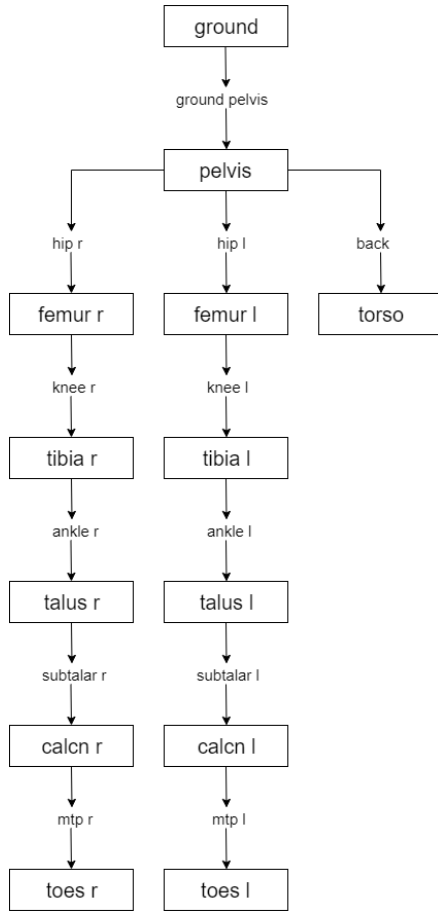 ground
ground pelvis
pelvis
hip r
hip l
back
femur r
femur l
torso
knee r
knee l
tibia r
tibia l
ankle r
ankle l
talus r
talus l
subtalar r
subtalar l
calcn r
calcn l
mtp r
mtp l
toes r
toes l